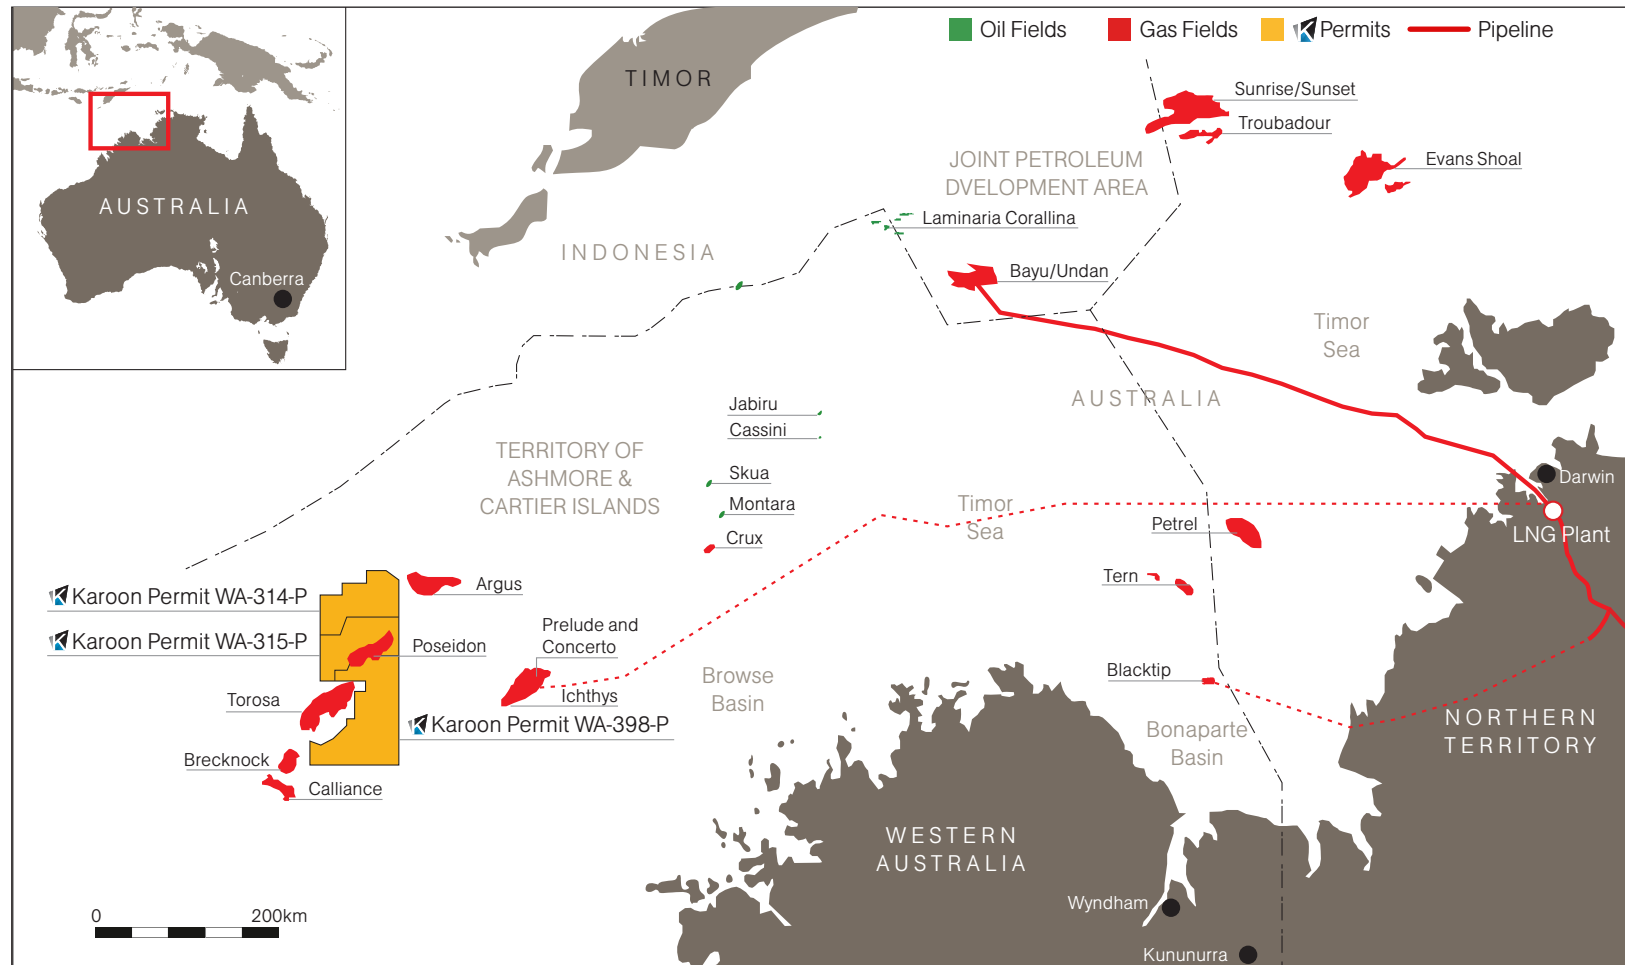 Oil Fields
Gas Fields
Permits
Pipeline
TIMOR
Sunrise/Sunset
Troubadour
JOINT PETROLEUM
DVELOPMENT AREA
Evans Shoal
AUSTRALIA
Laminaria Corallina
INDONESIA
Canberra
Bayu/Undan
Timor
Sea
AUSTRALIA
Jabiru
Cassini
TERRITORY OF
ASHMORE &
CARTIER ISLANDS
Skua
Montara
Crux
Timor
Sea
Petrel
Darwin
LNG Plant
Tern
Karoon Permit WA-314-P
Argus
Karoon Permit WA-315-P
Poseidon
Prelude and
Concerto
Ichthys
Torosa
Karoon Permit WA-398-P
Browse
Basin
Blacktip
Bonaparte
Basin
NORTHERN
TERRITORY
Brecknock
Calliance
WESTERN
AUSTRALIA
Wyndham
Kununurra
0
200km